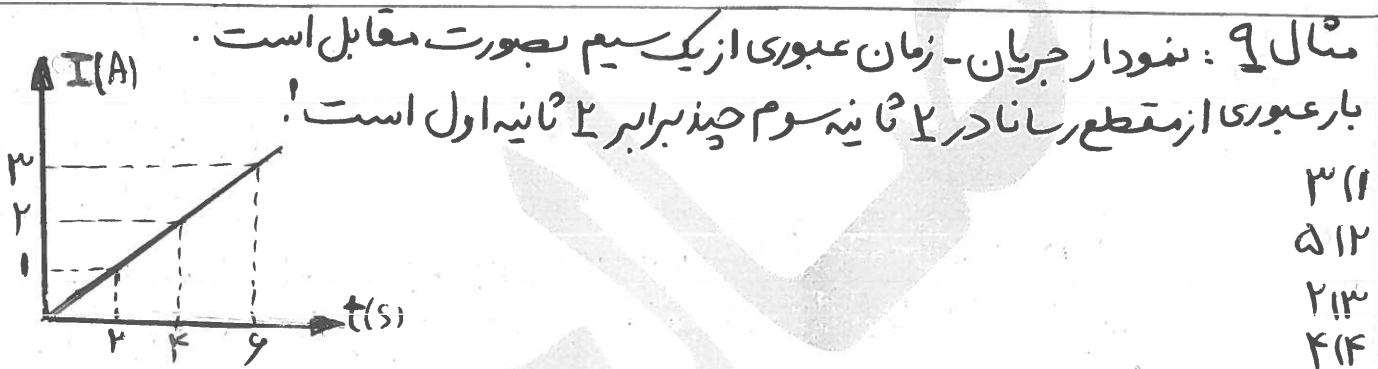 مثال ۹ : نمودار جریان - زمان عبوری از یک سیم بصورت مقابل است .
بار عبوری از مقطع رسانا در ۲ ثانیه سوم چند برابر ۲ ثانیه اول است !
۱) ۳
۲) ۵
۳) ۲
۴) ۴
I(A)
۳
۲
۱
۲ ۴ ۶ t(s)